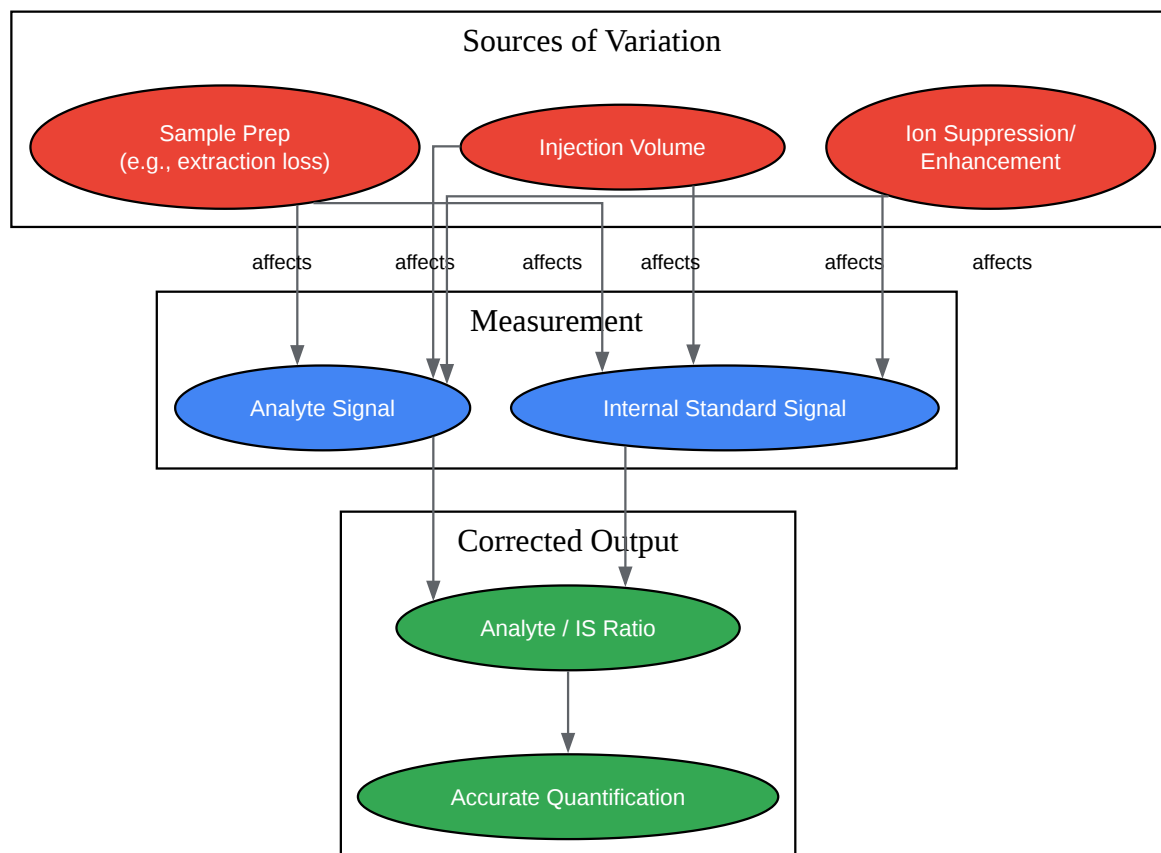 Sources of Variation
Sample Prep
(e.g., extraction loss)
Injection Volume
Ion Suppression/
Enhancement
affects
affects
affects
affects
affects
affects
Measurement
Analyte Signal
Internal Standard Signal
Corrected Output
Analyte / IS Ratio
Accurate Quantification